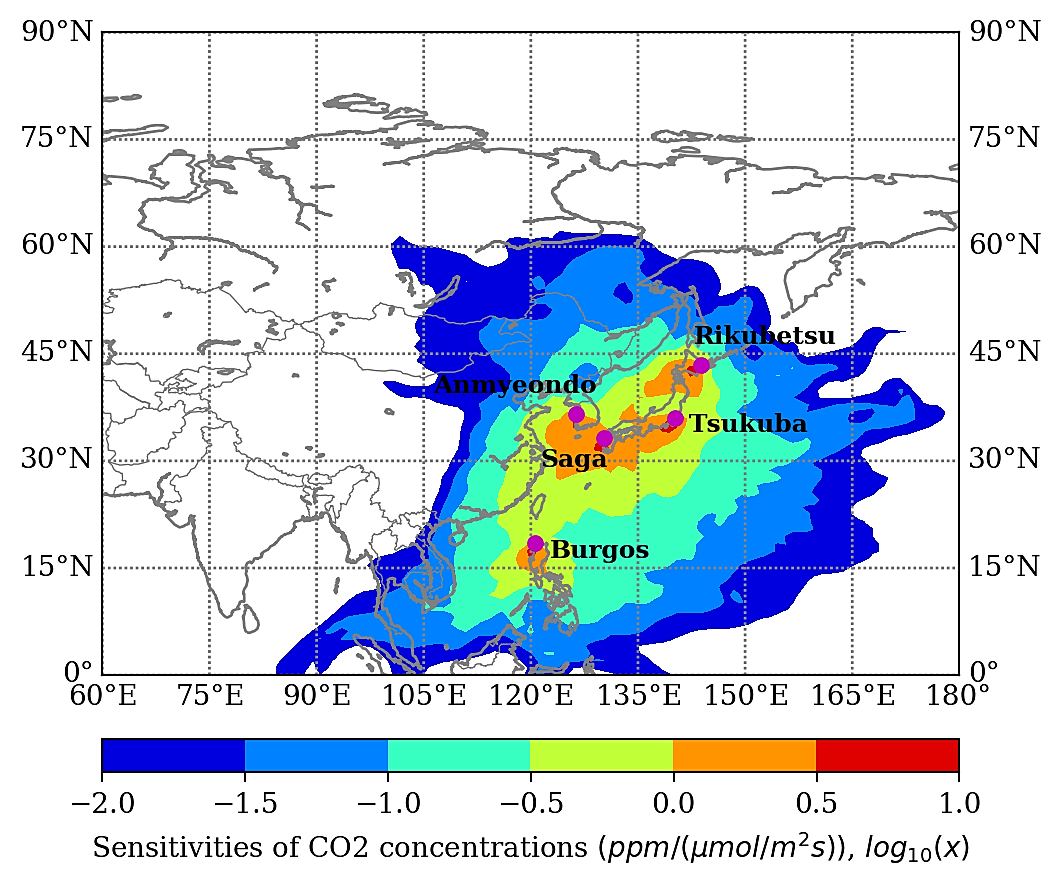 90°N 90°N
75°N 75°N
60°N 60°N
Rikubetsu
45°N 45°N
Anmyeondo
Tsukuba
30°N Saga 30°N
Burgos
15°N 15°N
0° 0°
60°E 75°E 90°E 105°E 120°E 135°E 150°E 165°E 180°
−2.0 −1.5 −1.0 −0.5 0.0 0.5 1.0
Sensitivities of CO2 concentrations (ppm/(μmol/m²s)), log₁₀(x)